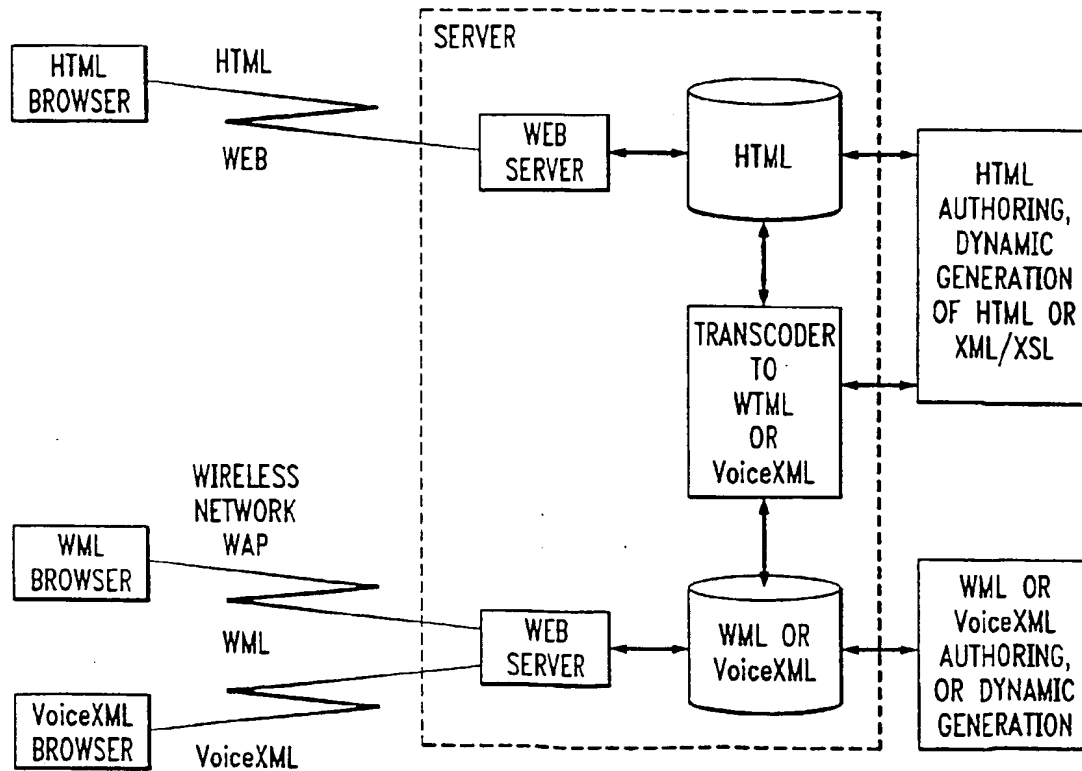 SERVER
HTML
BROWSER
HTML
WEB
WEB
SERVER
HTML
HTML
AUTHORING,
DYNAMIC
GENERATION
OF HTML OR
XML/XSL
TRANSCODER
TO
WTML
OR
VoiceXML
WIRELESS
NETWORK
WAP
WML
BROWSER
WML
WEB
SERVER
WML OR
VoiceXML
WML OR
VoiceXML
AUTHORING,
OR DYNAMIC
GENERATION
VoiceXML
BROWSER
VoiceXML